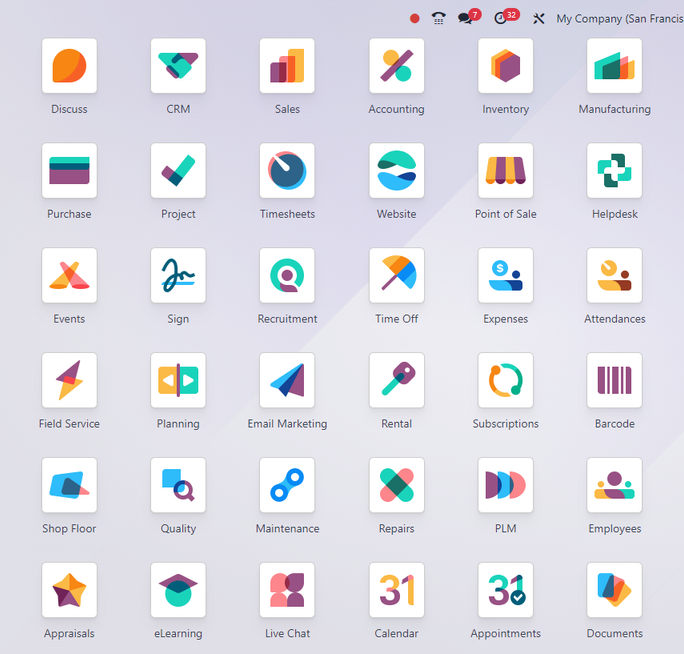 7 32 My Company (San Francis
Discuss CRM Sales Accounting Inventory Manufacturing
Purchase Project Timesheets Website Point of Sale Helpdesk
$
Events Sign Recruitment Time Off Expenses Attendances
Field Service Planning Email Marketing Rental Subscriptions Barcode
Shop Floor Quality Maintenance Repairs PLM Employees
31 31
Appraisals eLearning Live Chat Calendar Appointments Documents